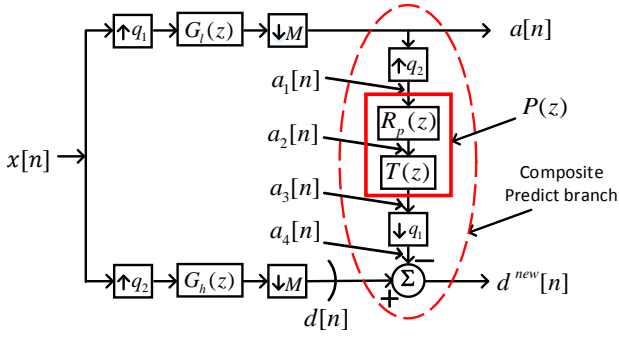 ↑q₁ G_l(z) ↓M a[n]
↑q₂
a₁[n]
R_p(z) P(z)
a₂[n]
x[n] T(z) Composite
Predict branch
a₃[n]
↓q₁
a₄[n]
−
↑q₂ G_h(z) ↓M Σ d^{new}[n]
+
d[n]